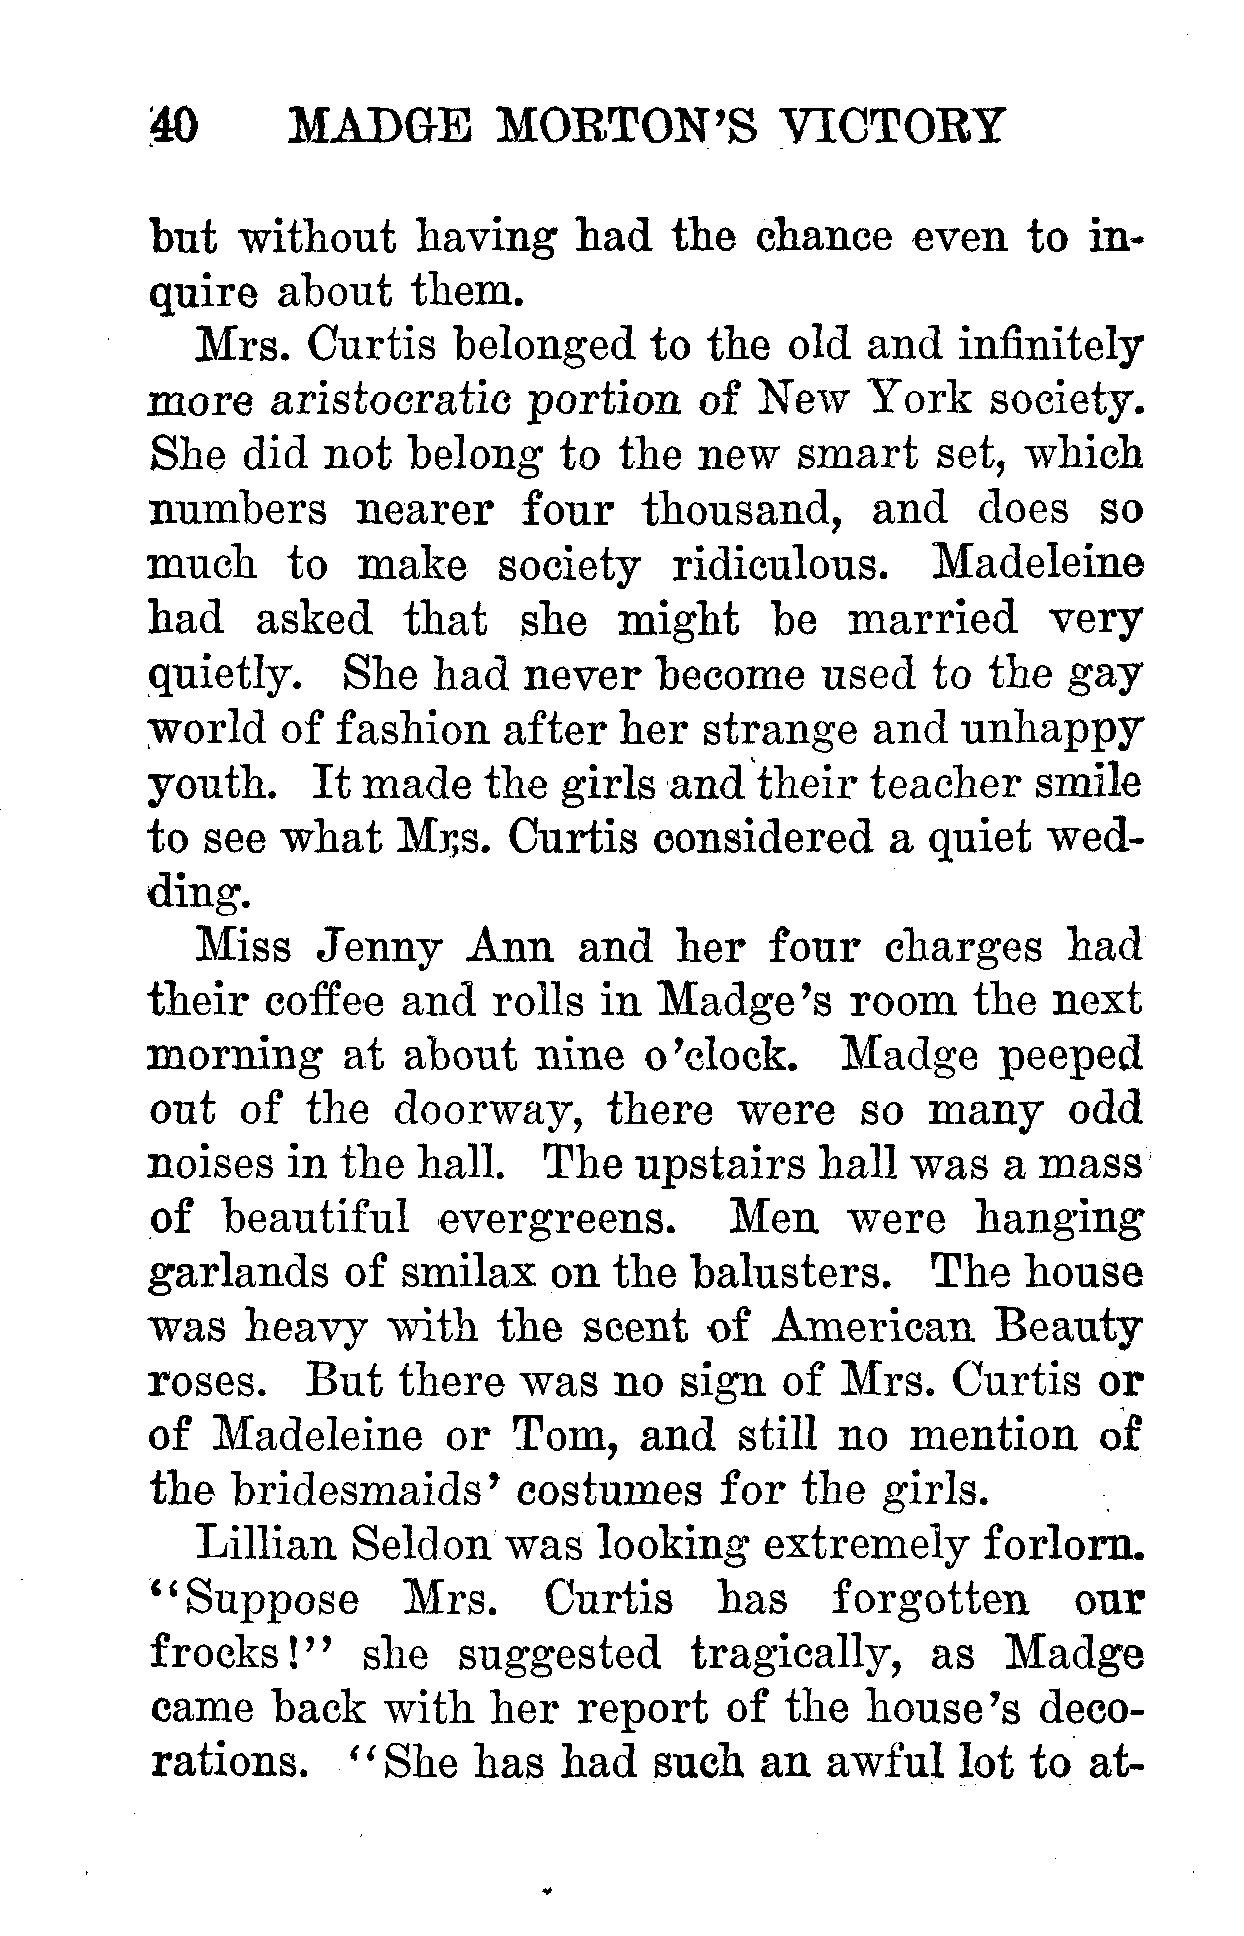 40 MADGE MORTON'S VICTORY
but without having had the chance even to in-
quire about them.
Mrs. Curtis belonged to the old and infinitely
more aristocratic portion of New York society.
She did not belong to the new smart set, which
numbers nearer four thousand, and does so
much to make society ridiculous. Madeleine
had asked that she might be married very
quietly. She had never become used to the gay
world of fashion after her strange and unhappy
youth. It made the girls and their teacher smile
to see what Mrs. Curtis considered a quiet wed-
ding.
Miss Jenny Ann and her four charges had
their coffee and rolls in Madge's room the next
morning at about nine o'clock. Madge peeped
out of the doorway, there were so many odd
noises in the hall. The upstairs hall was a mass
of beautiful evergreens. Men were hanging
garlands of smilax on the balusters. The house
was heavy with the scent of American Beauty
roses. But there was no sign of Mrs. Curtis or
of Madeleine or Tom, and still no mention of
the bridesmaids' costumes for the girls.
Lillian Seldon was looking extremely forlorn.
"Suppose Mrs. Curtis has forgotten our
frocks!" she suggested tragically, as Madge
came back with her report of the house's deco-
rations. "She has had such an awful lot to at-